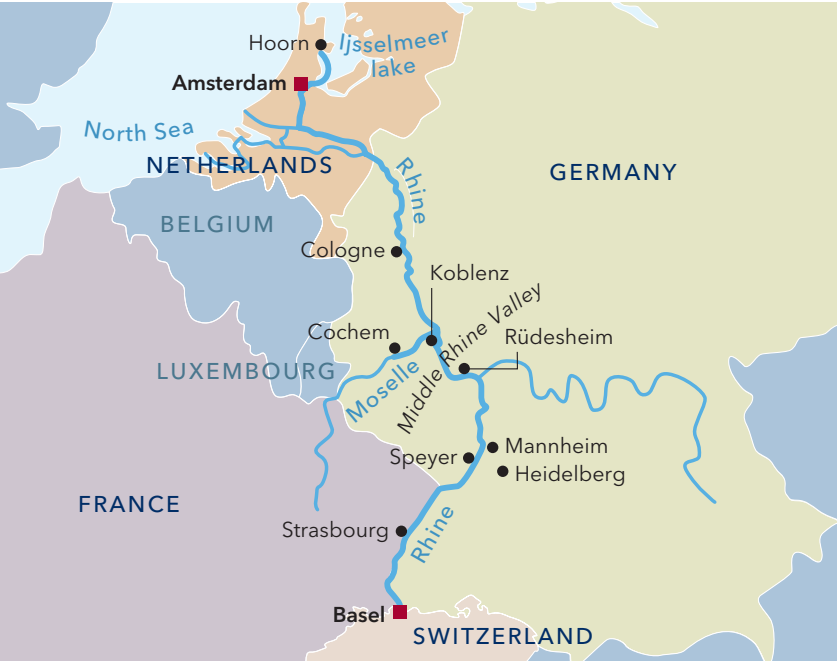 Hoorn
Ijsselmeer
lake
Amsterdam
North Sea
NETHERLANDS
Rhine
GERMANY
BELGIUM
Cologne
Koblenz
Middle Rhine Valley
Cochem
Rüdesheim
LUXEMBOURG
Moselle
Mannheim
Speyer
Heidelberg
FRANCE
Strasbourg
Rhine
Basel
SWITZERLAND